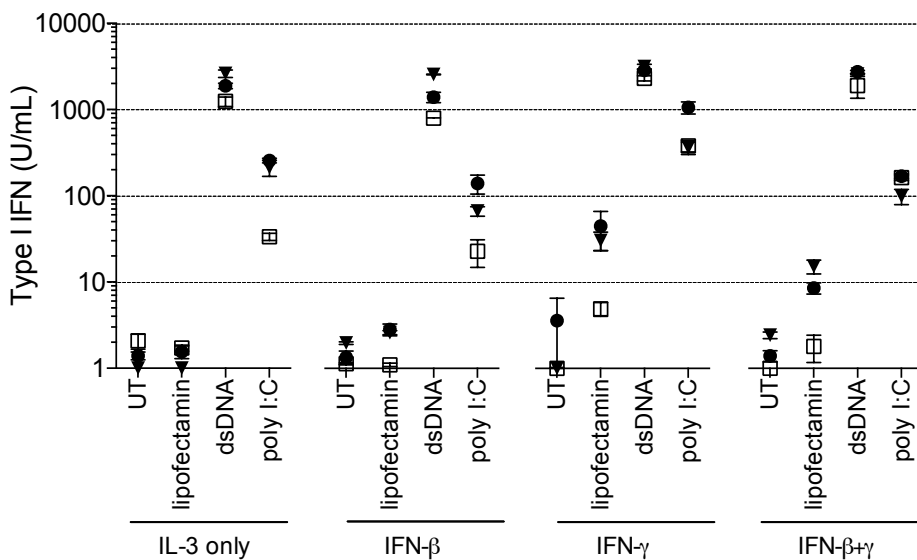 Type I IFN (U/mL)
10000
1000
100
10
1
UT
lipofectamin
dsDNA
poly I:C
UT
lipofectamin
dsDNA
poly I:C
UT
lipofectamin
dsDNA
poly I:C
UT
lipofectamin
dsDNA
poly I:C
IL-3 only
IFN-β
IFN-γ
IFN-β+γ